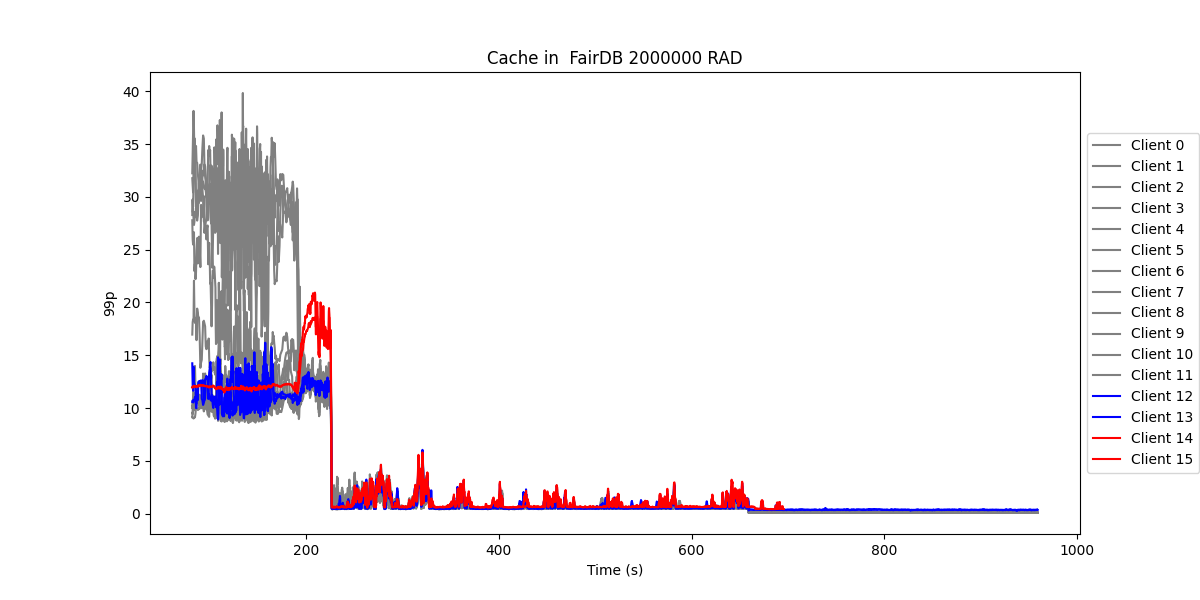 Cache in  FairDB 2000000 RAD
99p
40
35
30
25
20
15
10
5
0
200
400
600
800
1000
Time (s)
Client 0
Client 1
Client 2
Client 3
Client 4
Client 5
Client 6
Client 7
Client 8
Client 9
Client 10
Client 11
Client 12
Client 13
Client 14
Client 15